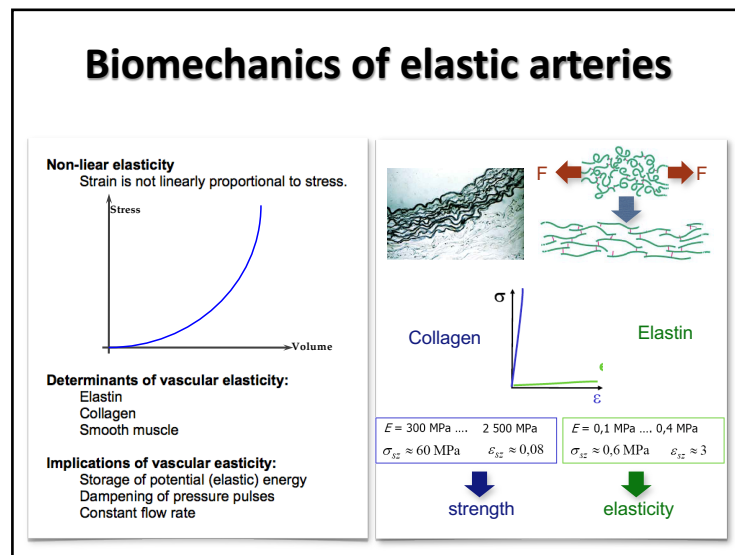 Biomechanics of elastic arteries
Non-liear elasticity
Strain is not linearly proportional to stress.
Stress
Volume
Determinants of vascular elasticity:
Elastin
Collagen
Smooth muscle
Implications of vascular easticity:
Storage of potential (elastic) energy
Dampening of pressure pulses
Constant flow rate
F
F
σ
Collagen
Elastin
ε
E = 300 MPa .... 2 500 MPa
σsz ≈ 60 MPa εsz ≈ 0,08
E = 0,1 MPa .... 0,4 MPa
σsz ≈ 0,6 MPa εsz ≈ 3
strength
elasticity